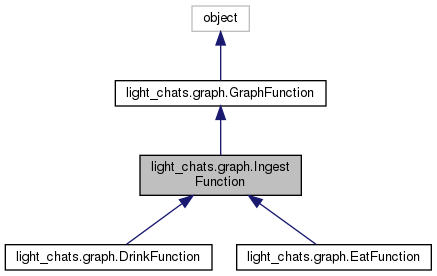 object
light_chats.graph.GraphFunction
light_chats.graph.Ingest
Function
light_chats.graph.DrinkFunction
light_chats.graph.EatFunction